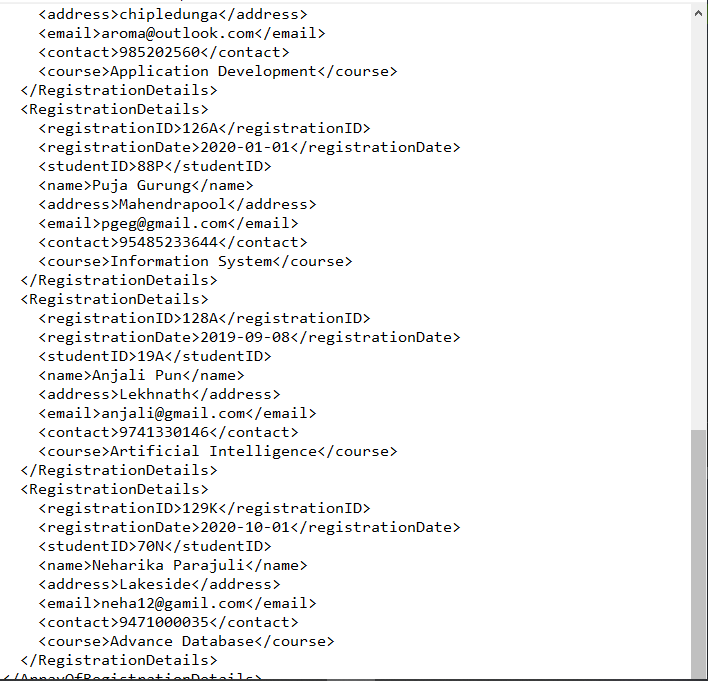 <address>chipledunga</address>
<email>aroma@outlook.com</email>
<contact>985202560</contact>
<course>Application Development</course>
</RegistrationDetails>
<RegistrationDetails>
<registrationID>126A</registrationID>
<registrationDate>2020-01-01</registrationDate>
<studentID>88P</studentID>
<name>Puja Gurung</name>
<address>Mahendrapool</address>
<email>pgeg@gmail.com</email>
<contact>95485233644</contact>
<course>Information System</course>
</RegistrationDetails>
<RegistrationDetails>
<registrationID>128A</registrationID>
<registrationDate>2019-09-08</registrationDate>
<studentID>19A</studentID>
<name>Anjali Pun</name>
<address>Lekhnath</address>
<email>anjali@gmail.com</email>
<contact>9741330146</contact>
<course>Artificial Intelligence</course>
</RegistrationDetails>
<RegistrationDetails>
<registrationID>129K</registrationID>
<registrationDate>2020-10-01</registrationDate>
<studentID>70N</studentID>
<name>Neharika Parajuli</name>
<address>Lakeside</address>
<email>neha12@gamil.com</email>
<contact>9471000035</contact>
<course>Advance Database</course>
</RegistrationDetails>
</ArrayOfRegistrationDetails>